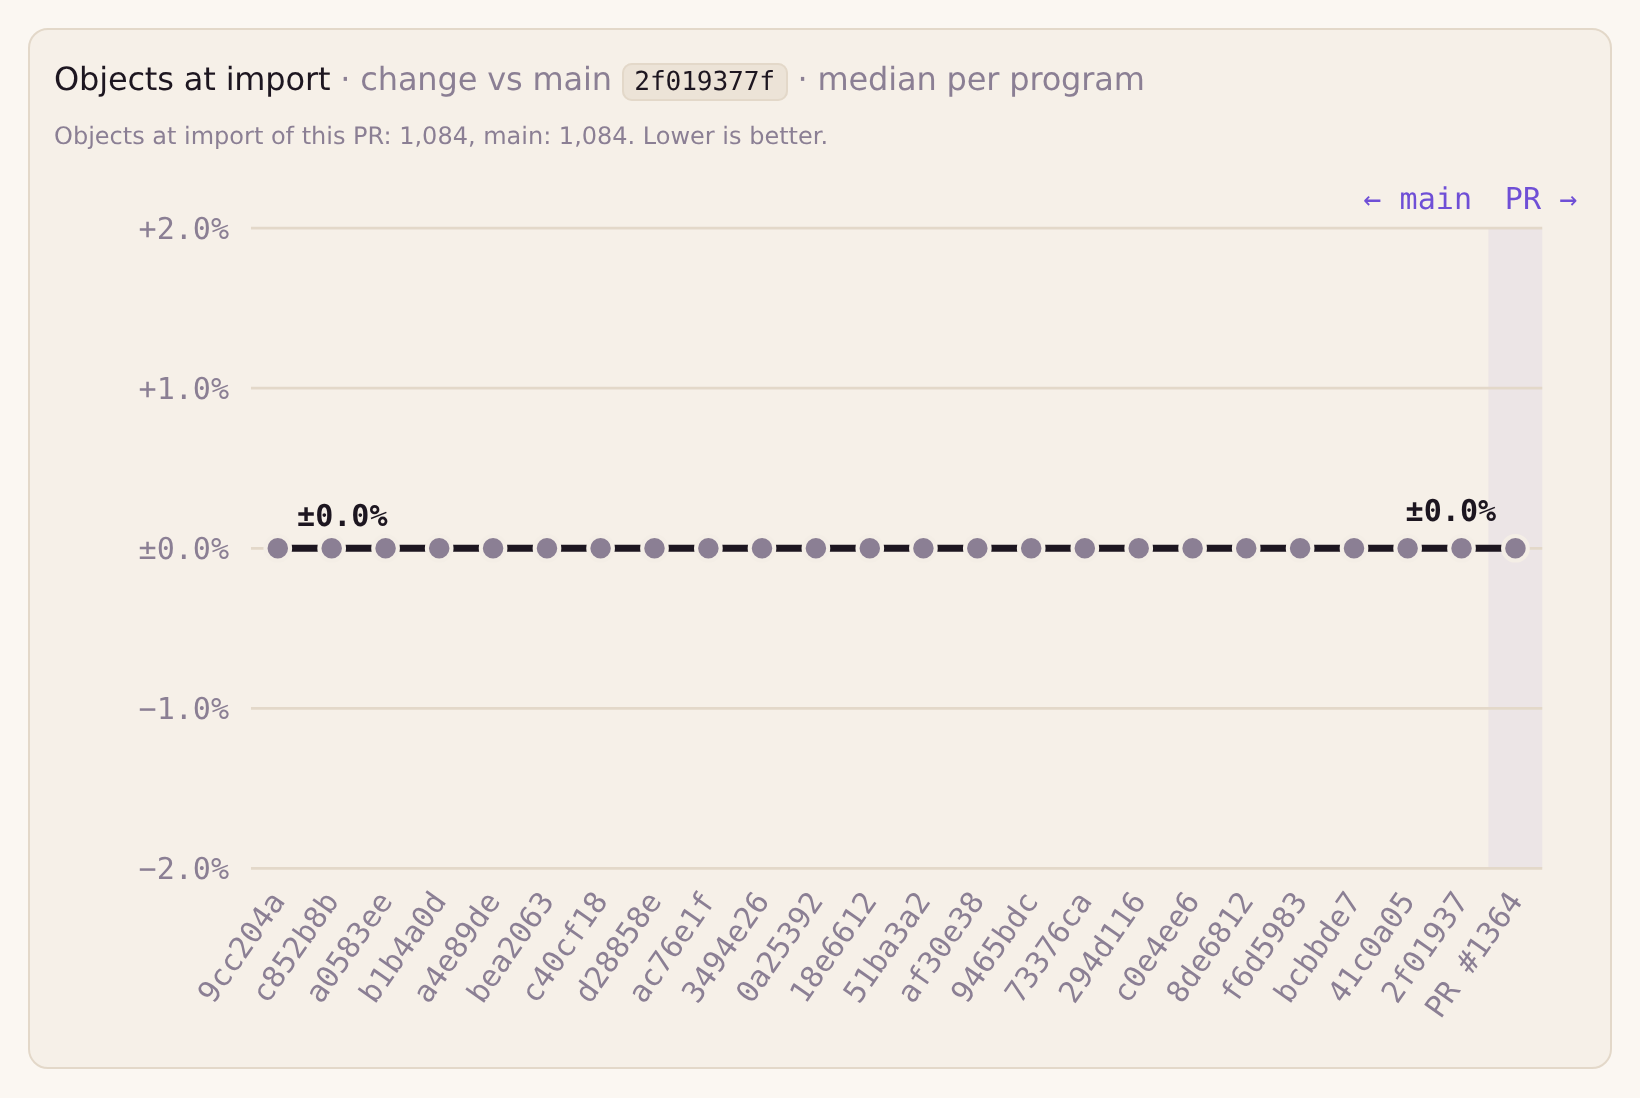 Objects at import · change vs main 2f019377f · median per program
Objects at import of this PR: 1,084, main: 1,084. Lower is better.
← main PR →
+2.0%
+1.0%
±0.0% ±0.0%
±0.0%
−1.0%
−2.0%
9cc204a
c852b8b
a0583ee
b1b4a0d
a4e89de
bea2063
c40cf18
d28858e
ac76e1f
3494e26
0a25392
18e6612
51ba3a2
af30e38
9465bdc
73376ca
294d116
c0e4ee6
8de6812
f6d5983
bcbbde7
41c0a05
2f01937
PR #1364